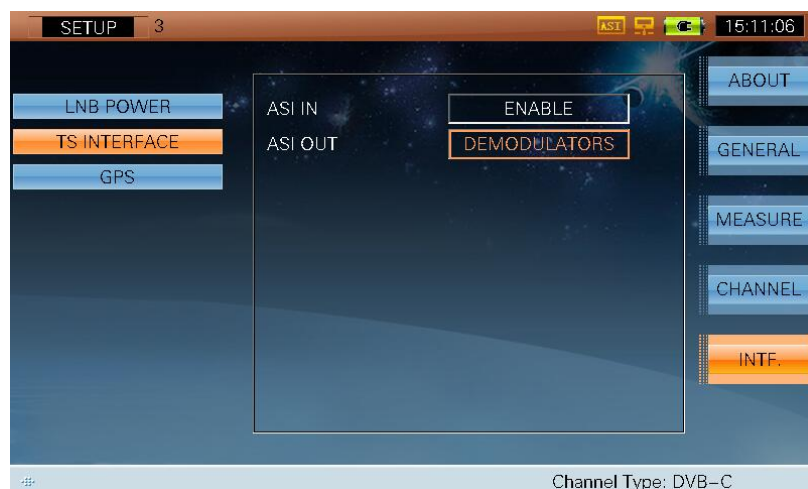 SETUP 3 ASI 15:11:06
ABOUT
LNB POWER
TS INTERFACE
GPS
ASI IN ENABLE
ASI OUT DEMODULATORS
GENERAL
MEASURE
CHANNEL
INTF.
Channel Type: DVB-C